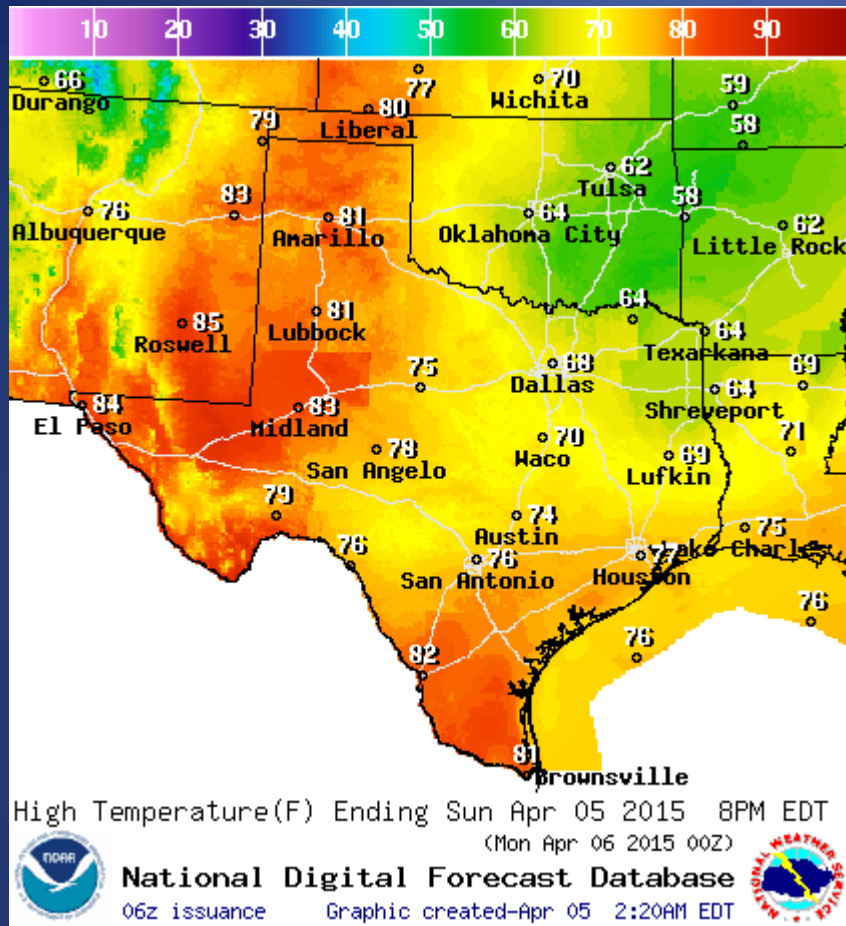 10 20 30 40 50 60 70 80 90
66
Durango
77
70
Wichita
59
80
Liberal
79
58
62
Tulsa
58
76
Albuquerque
83
81
Amarillo
64
Oklahoma City
62
Little Rock
85
Roswell
81
Lubbock
64
64
Texarkana
75
68
Dallas
69
64
Shreveport
84
El Paso
83
Midland
78
San Angelo
70
Waco
69
Lufkin
71
79
74
Austin
75
Lake Charles
76
76
San Antonio
77
Houston
76
76
82
81
Brownsville
High Temperature(F) Ending Sun Apr 05 2015 8PM EDT
(Mon Apr 06 2015 00Z)
NOAA
National Digital Forecast Database
06z issuance Graphic created-Apr 05 2:20AM EDT
NATIONAL WEATHER SERVICE